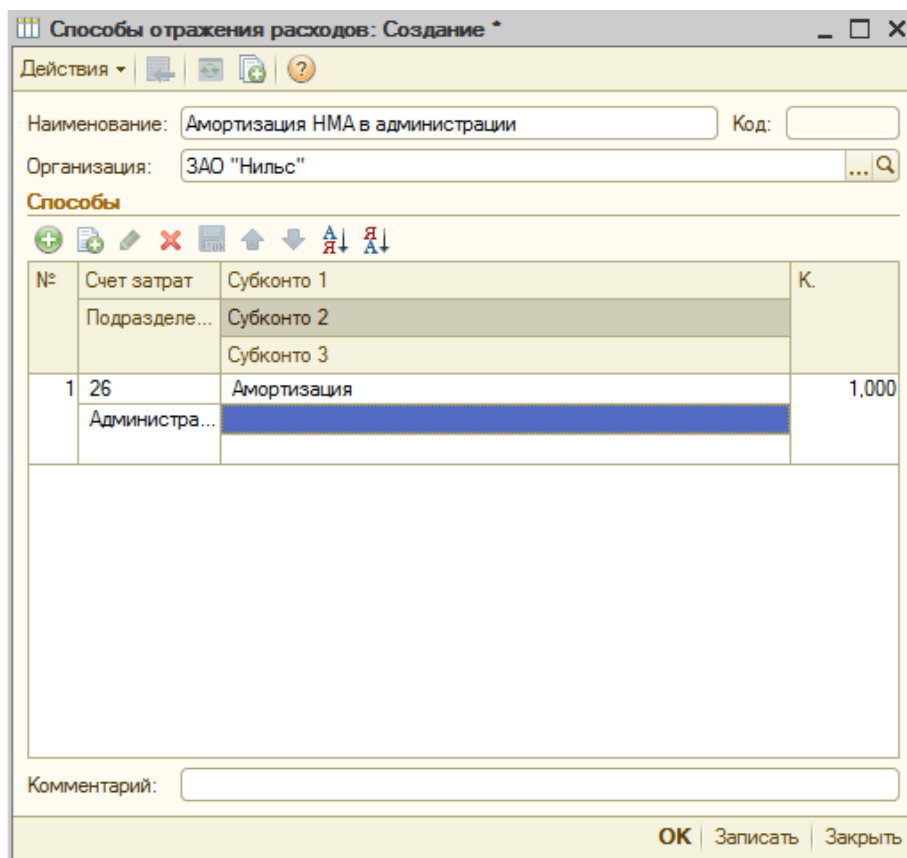 Способы отражения расходов: Создание *
Действия
Наименование: Амортизация НМА в администрации Код:
Организация: ЗАО "Нильс" ...
Способы
№ Счет затрат Субконто 1 К.
Подразделе... Субконто 2
Субконто 3
1 26 Амортизация 1,000
Администра...
Комментарий:
OK Записать Закрыть